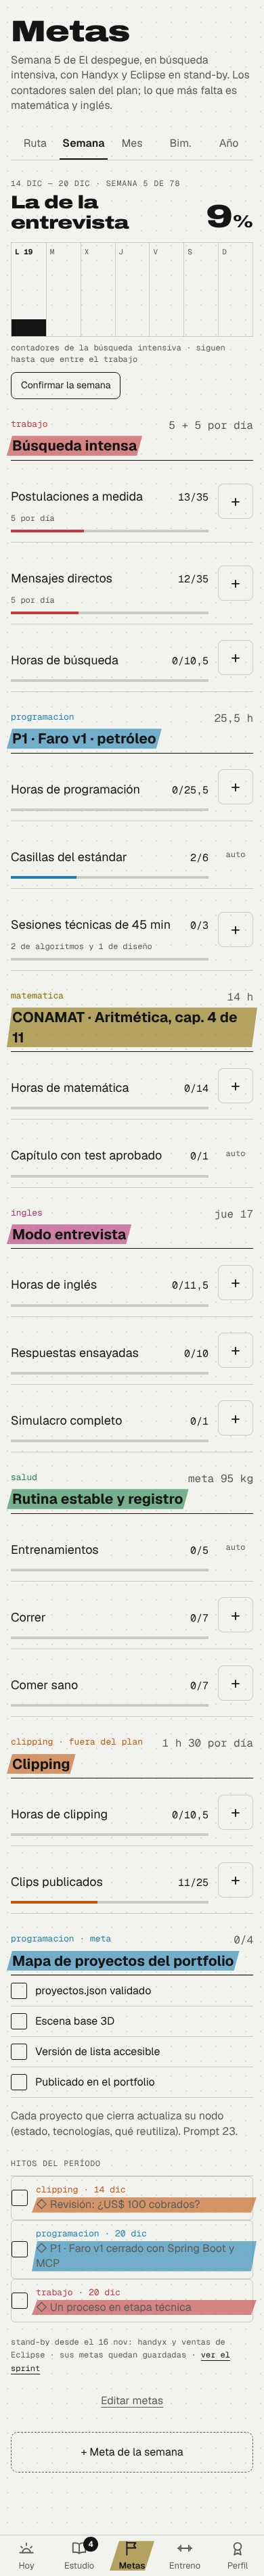 Metas
Semana 5 de El despegue, en búsqueda
intensiva, con Handyx y Eclipse en stand-by. Los
contadores salen del plan; lo que más falta es
matemática y inglés.
Ruta Semana Mes Bim. Año
14 DIC — 20 DIC · SEMANA 5 DE 78
La de la
entrevista
9%
L 19 M X J V S D
contadores de la búsqueda intensiva · siguen
hasta que entre el trabajo
Confirmar la semana
trabajo 5 + 5 por día
Búsqueda intensa
Postulaciones a medida 13/35 +
5 por día
Mensajes directos 12/35 +
5 por día
Horas de búsqueda 0/10,5 +
programacion 25,5 h
P1 · Faro v1 · petróleo
Horas de programación 0/25,5 +
Casillas del estándar 2/6 auto
Sesiones técnicas de 45 min 0/3 +
2 de algoritmos y 1 de diseño
matematica 14 h
CONAMAT · Aritmética, cap. 4 de
11
Horas de matemática 0/14 +
Capítulo con test aprobado 0/1 auto
ingles jue 17
Modo entrevista
Horas de inglés 0/11,5 +
Respuestas ensayadas 0/10 +
Simulacro completo 0/1 +
salud meta 95 kg
Rutina estable y registro
Entrenamientos 0/5 auto
Correr 0/7 +
Comer sano 0/7 +
clipping · fuera del plan 1 h 30 por día
Clipping
Horas de clipping 0/10,5 +
Clips publicados 11/25 +
programacion · meta 0/4
Mapa de proyectos del portfolio
proyectos.json validado
Escena base 3D
Versión de lista accesible
Publicado en el portfolio
Cada proyecto que cierra actualiza su nodo
(estado, tecnologías, qué reutiliza). Prompt 23.
HITOS DEL PERÍODO
clipping · 14 dic
◇ Revisión: ¿US$ 100 cobrados?
programacion · 20 dic
◇ P1 · Faro v1 cerrado con Spring Boot y
MCP
trabajo · 20 dic
◇ Un proceso en etapa técnica
stand-by desde el 16 nov: handyx y ventas de
Eclipse · sus metas quedan guardadas · ver el
sprint
Editar metas
+ Meta de la semana
4
Hoy Estudio Metas Entreno Perfil